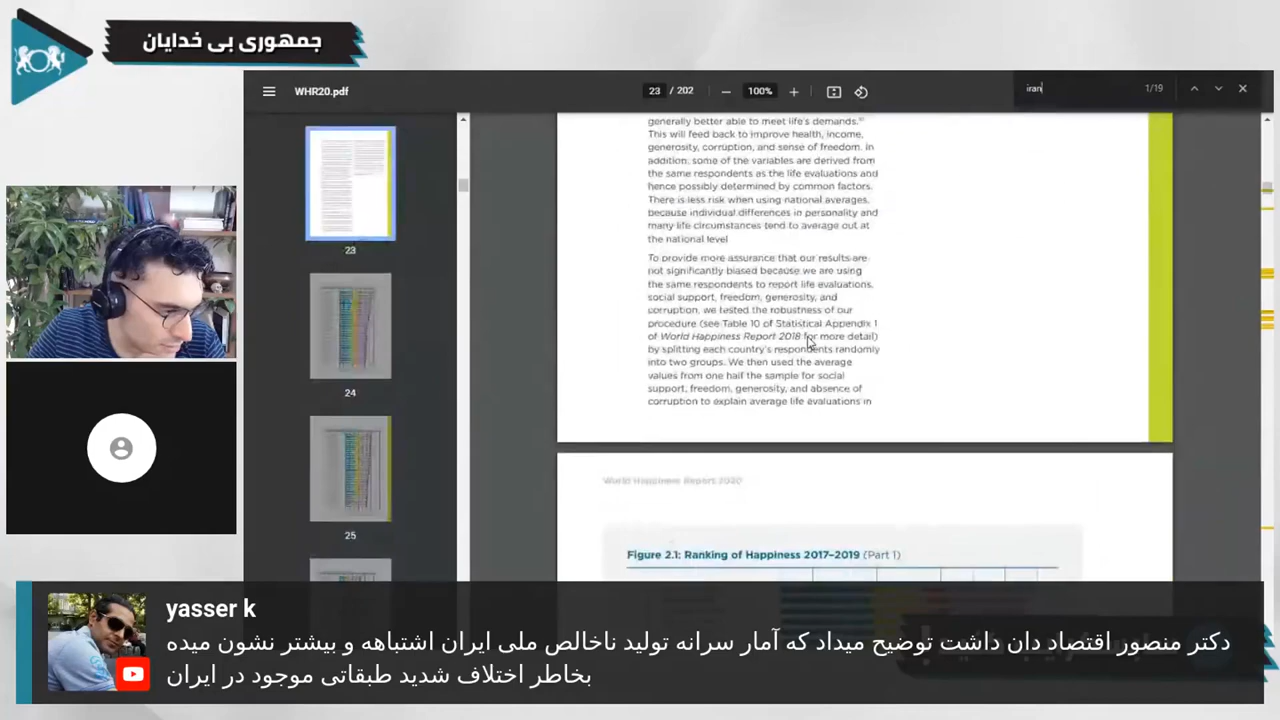 جمهوری بی خدایان
WHR20.pdf
23 / 202
100%
iran
1/19
23
24
25
generally better able to meet life's demands.
This will feed back to improve health, income,
generosity, corruption, and sense of freedom. In
addition, some of the variables are derived from
the same respondents as the life evaluations and
hence possibly determined by common factors.
There is less risk when using national averages,
because individual differences in personality and
many life circumstances tend to average out at
the national level
To provide more assurance that our results are
not significantly biased because we are using
the same respondents to report life evaluations,
social support, freedom, generosity, and
corruption, we tested the robustness of our
procedure (see Table 10 of Statistical Appendix 1
of World Happiness Report 2018 for more detail)
by splitting each country's respondents randomly
into two groups. We then used the average
values from one half the sample for social
support, freedom, generosity, and absence of
corruption to explain average life evaluations in
World Happiness Report 2020
Figure 2.1: Ranking of Happiness 2017–2019 (Part 1)
yasser k
دکتر منصور اقتصاد دان داشت توضیح میداد که آمار سرانه تولید ناخالص ملی ایران اشتباهه و بیشتر نشون میده
بخاطر اختلاف شدید طبقاتی موجود در ایران